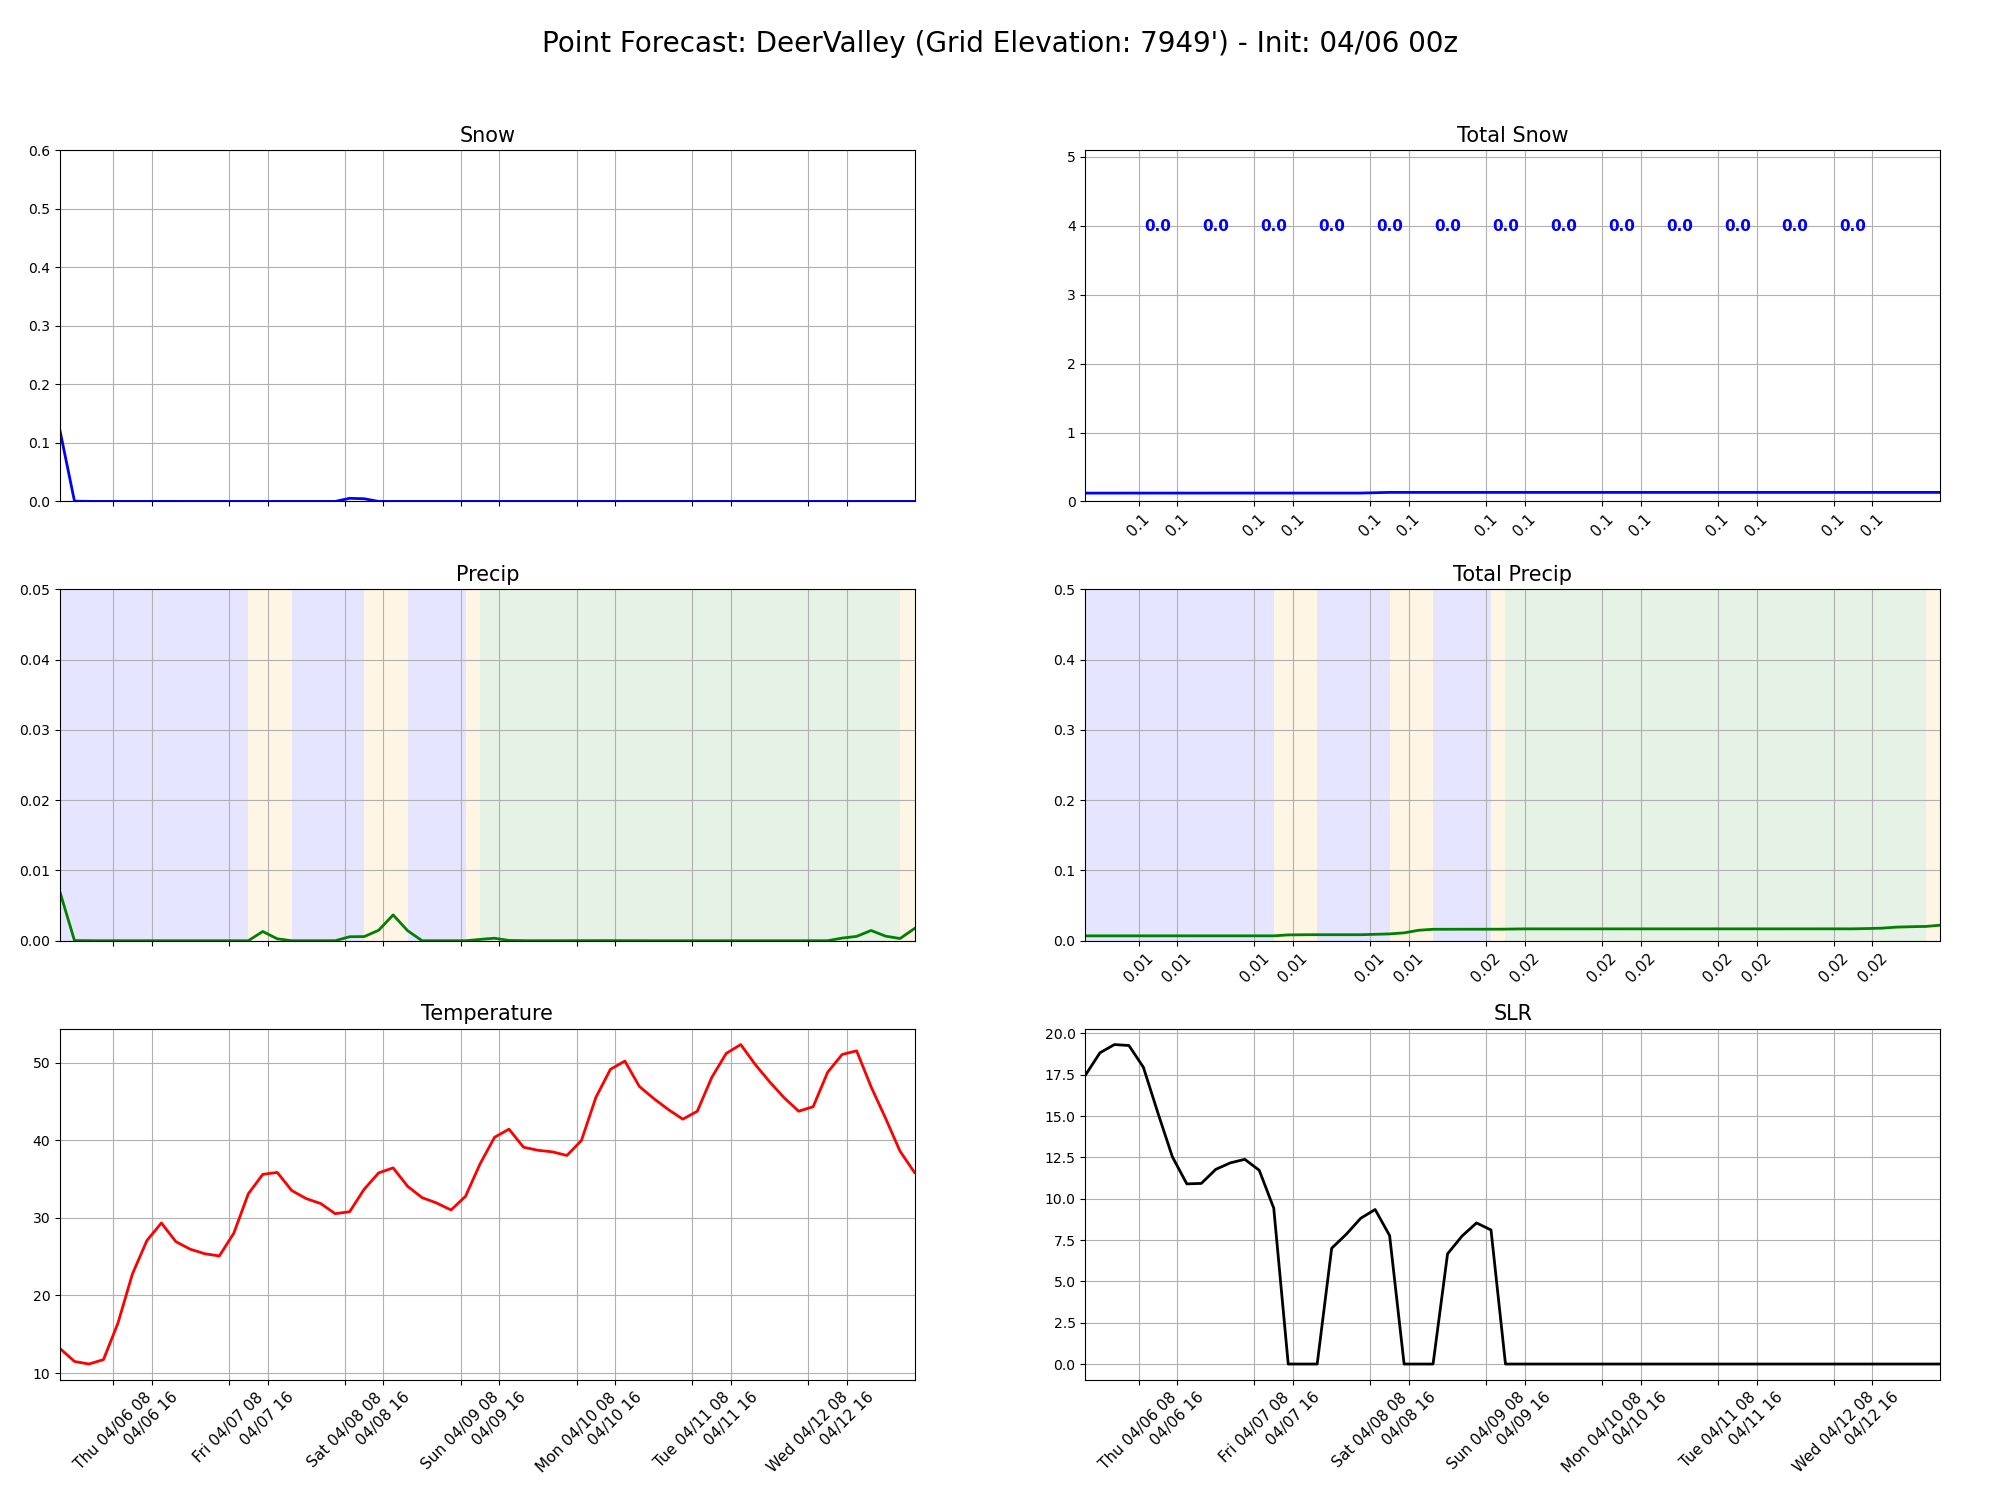 Point Forecast: DeerValley (Grid Elevation: 7949') - Init: 04/06 00z
Snow
0.6
0.5
0.4
0.3
0.2
0.1
0.0
Total Snow
5
4
3
2
1
0
0.0 0.0 0.0 0.0 0.0 0.0 0.0 0.0 0.0 0.0 0.0 0.0 0.0
0.1 0.1 0.1 0.1 0.1 0.1 0.1 0.1 0.1 0.1 0.1 0.1 0.1 0.1
Precip
0.05
0.04
0.03
0.02
0.01
0.00
Total Precip
0.5
0.4
0.3
0.2
0.1
0.0
0.01 0.01 0.01 0.01 0.01 0.01 0.02 0.02 0.02 0.02 0.02 0.02 0.02 0.02
Temperature
50
40
30
20
10
Thu 04/06 08
04/06 16
Fri 04/07 08
04/07 16
Sat 04/08 08
04/08 16
Sun 04/09 08
04/09 16
Mon 04/10 08
04/10 16
Tue 04/11 08
04/11 16
Wed 04/12 08
04/12 16
SLR
20.0
17.5
15.0
12.5
10.0
7.5
5.0
2.5
0.0
Thu 04/06 08
04/06 16
Fri 04/07 08
04/07 16
Sat 04/08 08
04/08 16
Sun 04/09 08
04/09 16
Mon 04/10 08
04/10 16
Tue 04/11 08
04/11 16
Wed 04/12 08
04/12 16